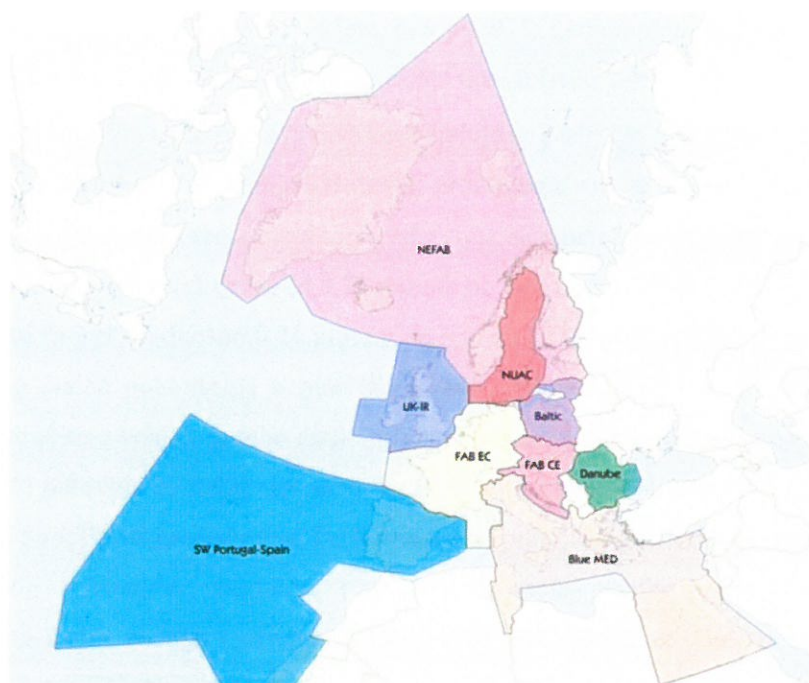 NEFAB
NUAC
UK-IR
Baltic
FAB EC
FAB CE
Danube
SW Portugal-Spain
Blue MED